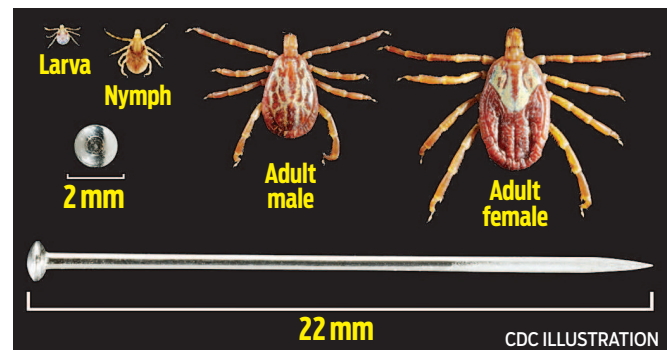 Larva
Nymph
2 mm
Adult
male
Adult
female
22 mm
CDC ILLUSTRATION